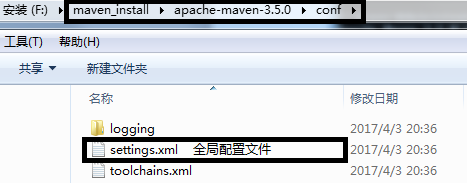 安装 (F:) ▸ maven_install ▸ apache-maven-3.5.0 ▸ conf ▸
工具(T) 帮助(H)
共享 ▼ 新建文件夹
名称 修改日期
logging 2017/4/3 20:36
settings.xml 全局配置文件 2017/4/3 20:36
toolchains.xml 2017/4/3 20:36